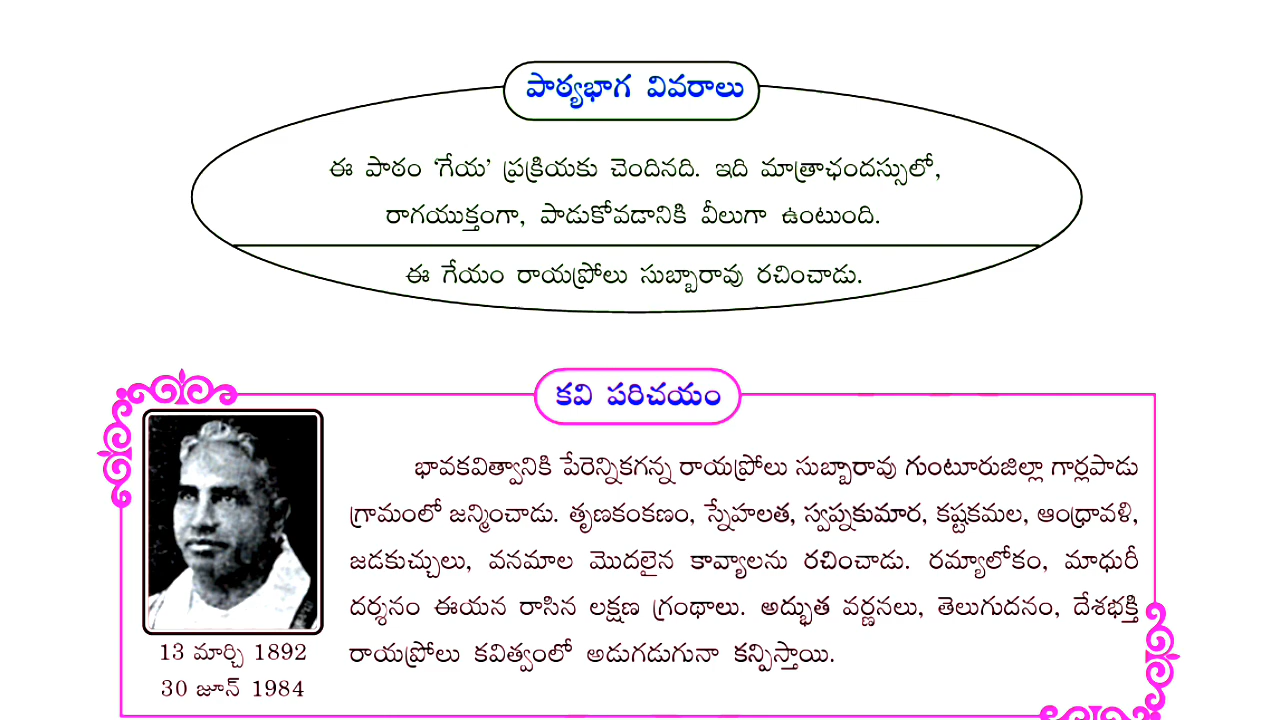 పాఠ్యభాగ వివరాలు
ఈ పాఠం ‘గేయ’ ప్రక్రియకు చెందినది. ఇది మాత్రాఛందస్సులో,
రాగయుక్తంగా, పాడుకోవడానికి వీలుగా ఉంటుంది.
ఈ గేయం రాయప్రోలు సుబ్బారావు రచించాడు.
కవి పరిచయం
భావకవిత్వానికి పేరెన్నికగన్న రాయప్రోలు సుబ్బారావు గుంటూరుజిల్లా గార్లపాడు
గ్రామంలో జన్మించాడు. తృణకంకణం, స్నేహలత, స్వప్నకుమార, కష్టకమల, ఆంధ్రావళి,
జడకుచ్చులు, వనమాల మొదలైన కావ్యాలను రచించాడు. రమ్యాలోకం, మాధురీ
దర్శనం ఈయన రాసిన లక్షణ గ్రంథాలు. అద్భుత వర్ణనలు, తెలుగుదనం, దేశభక్తి
రాయప్రోలు కవిత్వంలో అడుగడుగునా కన్పిస్తాయి.
13 మార్చి 1892
30 జూన్ 1984